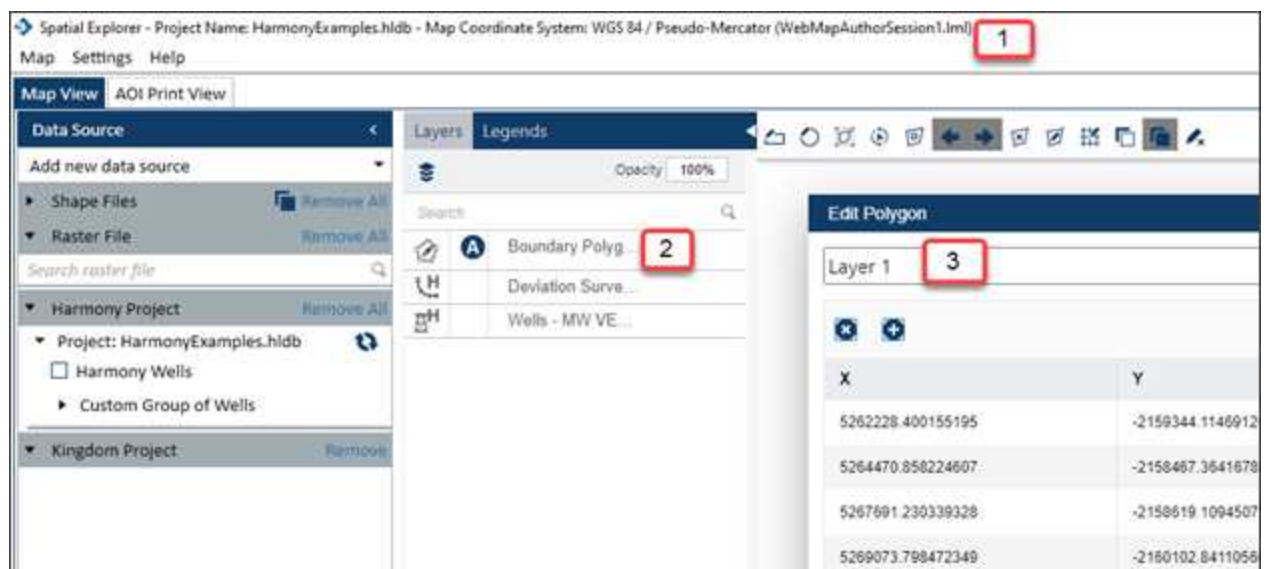 Spatial Explorer - Project Name: HarmonyExamples.hldb - Map Coordinate System: WGS 84 / Pseudo-Mercator (WebMapAuthorSession1.lml)
1
Map Settings Help
Map View AOI Print View
Data Source
Layers Legends
Add new data source
Opacity 100%
Shape Files Remove All
Search
Raster File Remove All
Search raster file
Boundary Polyg...
2
Deviation Surve...
Wells - MW VE...
Harmony Project Remove All
Project: HarmonyExamples.hldb
Harmony Wells
Custom Group of Wells
Kingdom Project Remove
Edit Polygon
Layer 1
3
X Y
5262228.400155195 -2159344.1146912
5264470.858224607 -2158467.3641678
5267691.230339328 -2158619.1094507
5269073.798472349 -2160102.8411056